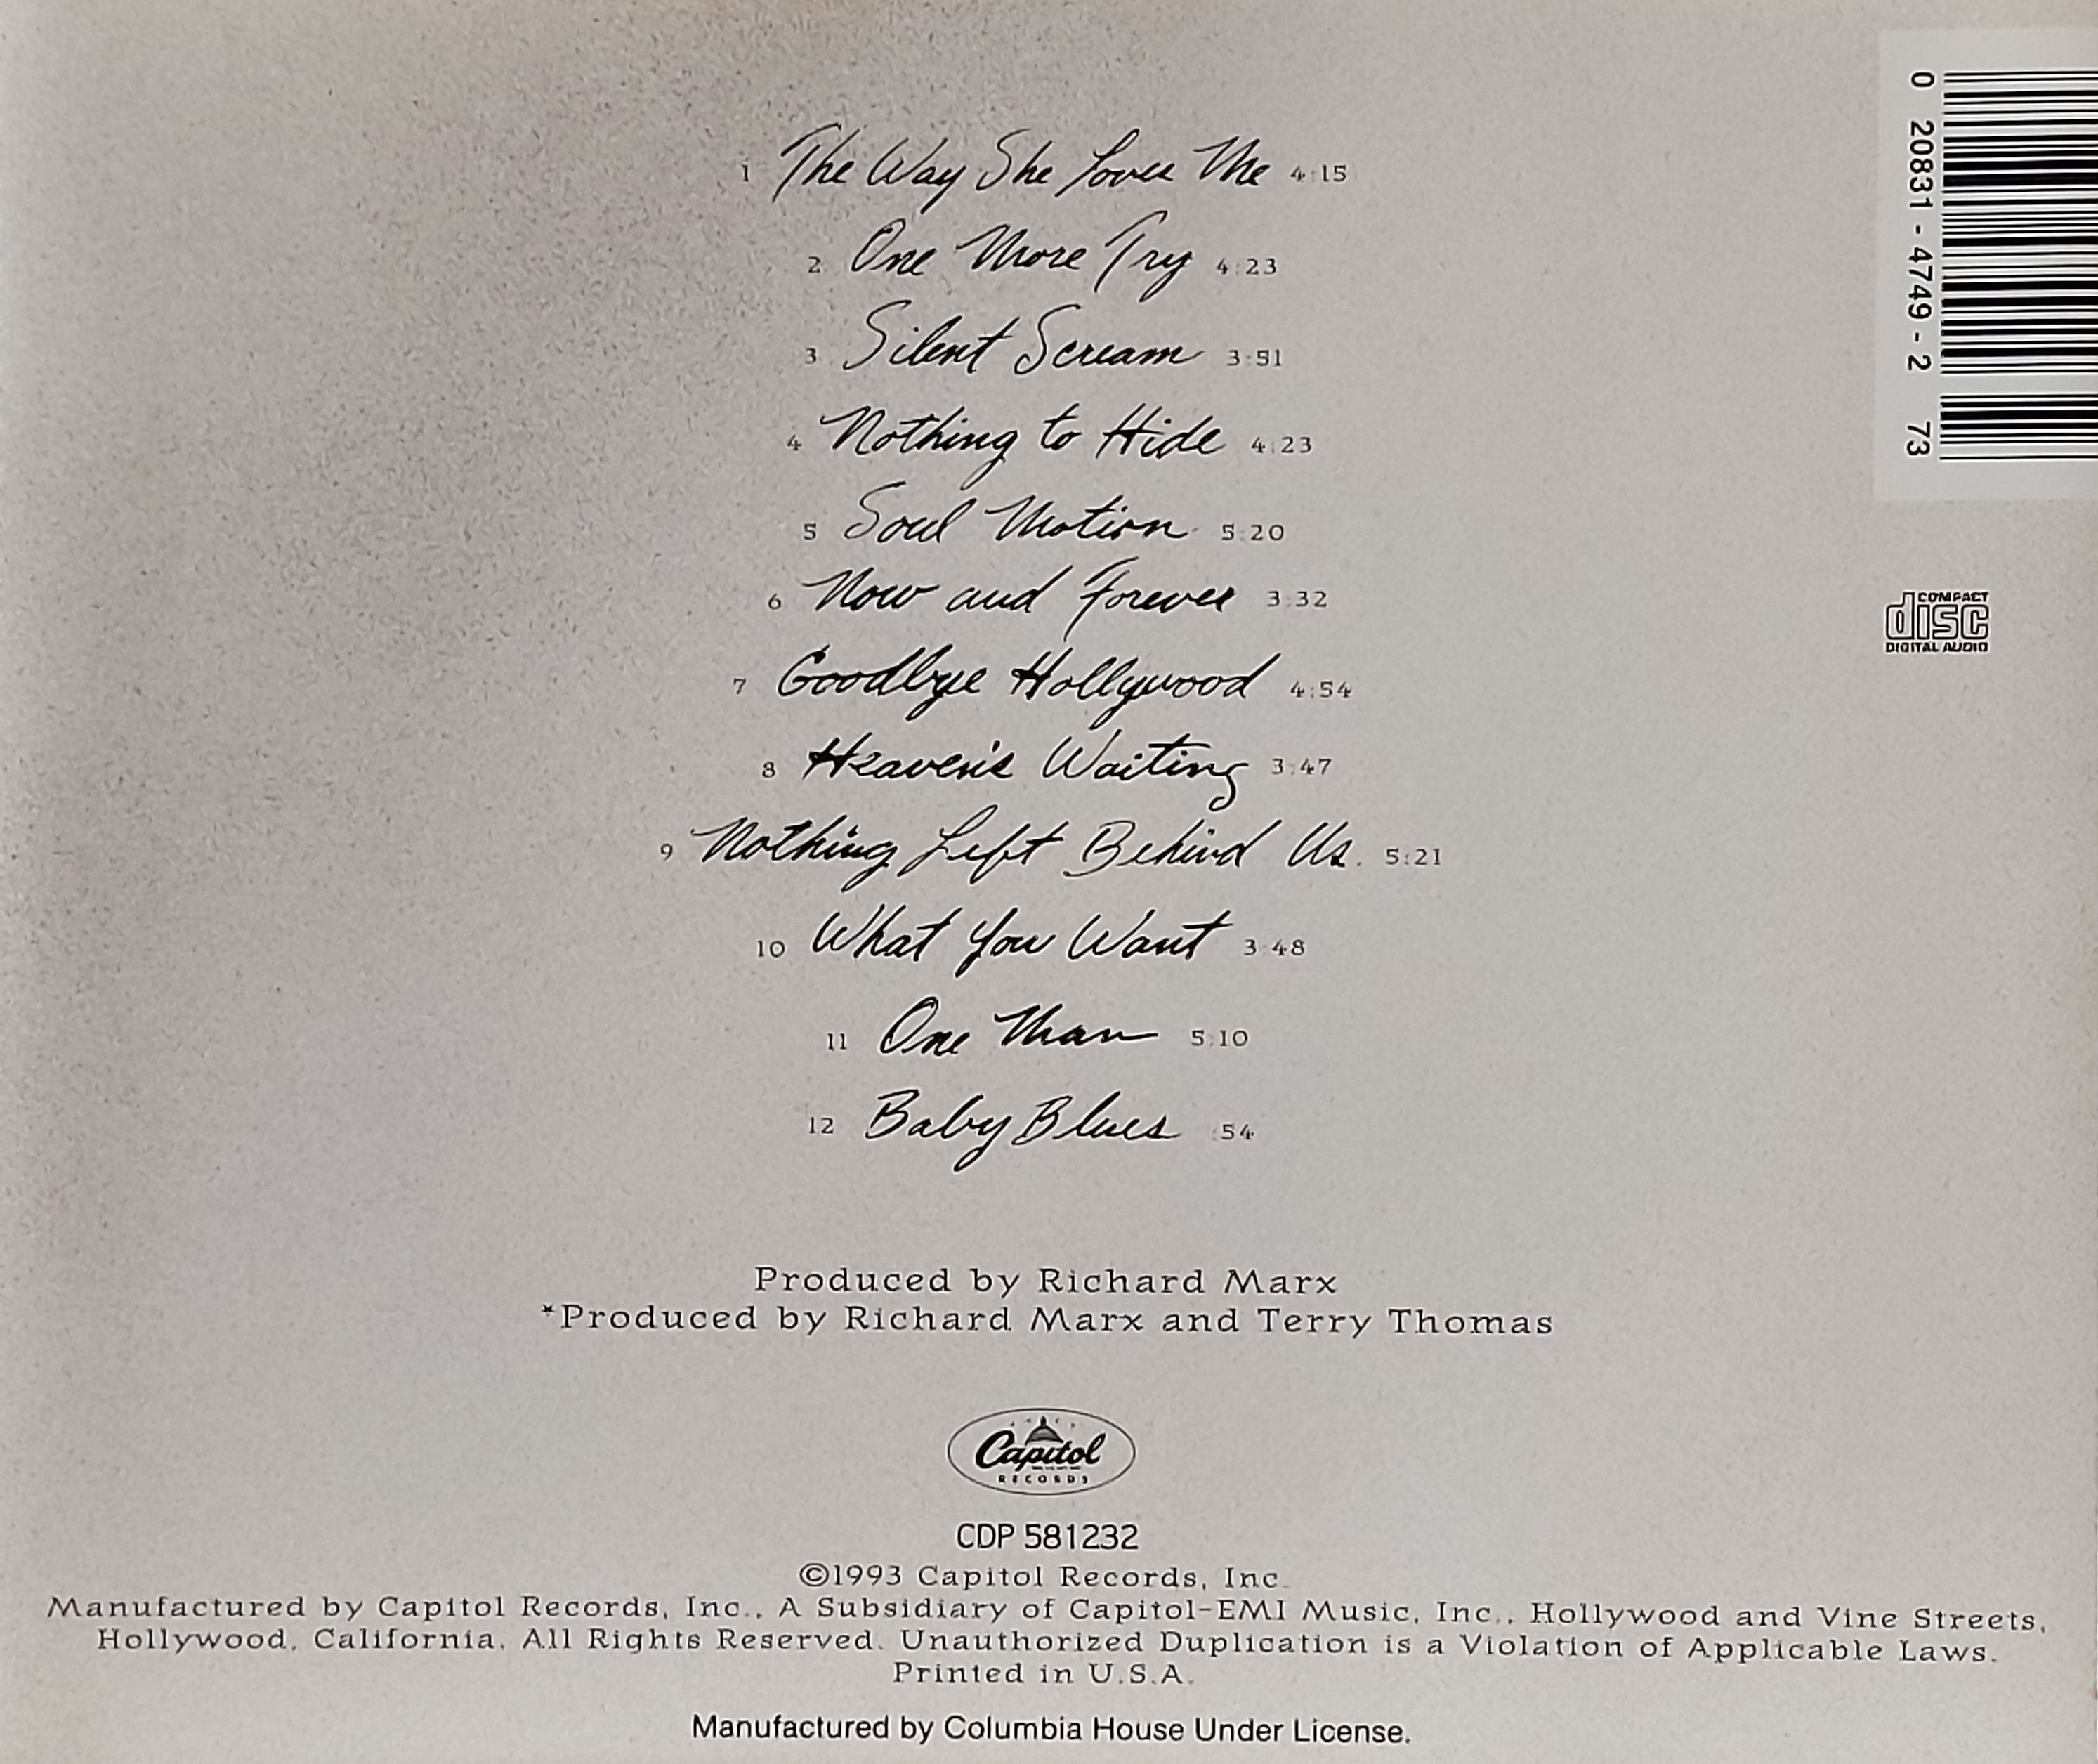 1 The Way She Loves Me 4:15
2 One More Try 4:23
3 Silent Scream 3:51
4 Nothing to Hide 4:23
5 Soul Motion 5:20
6 Now and Forever 3:32
7 Goodbye Hollywood 4:54
8 Heaven's Waiting 3:47
9 Nothing Left Behind Us. 5:21
10 What You Want 3:48
11 One Man 5:10
12 Baby Blues :54
0 20831-4749-2 73
COMPACT
disc
DIGITAL AUDIO
Produced by Richard Marx
*Produced by Richard Marx and Terry Thomas
Capitol
RECORDS
CDP 581232
©1993 Capitol Records, Inc.
Manufactured by Capitol Records, Inc., A Subsidiary of Capitol-EMI Music, Inc., Hollywood and Vine Streets,
Hollywood, California. All Rights Reserved. Unauthorized Duplication is a Violation of Applicable Laws.
Printed in U.S.A.
Manufactured by Columbia House Under License.